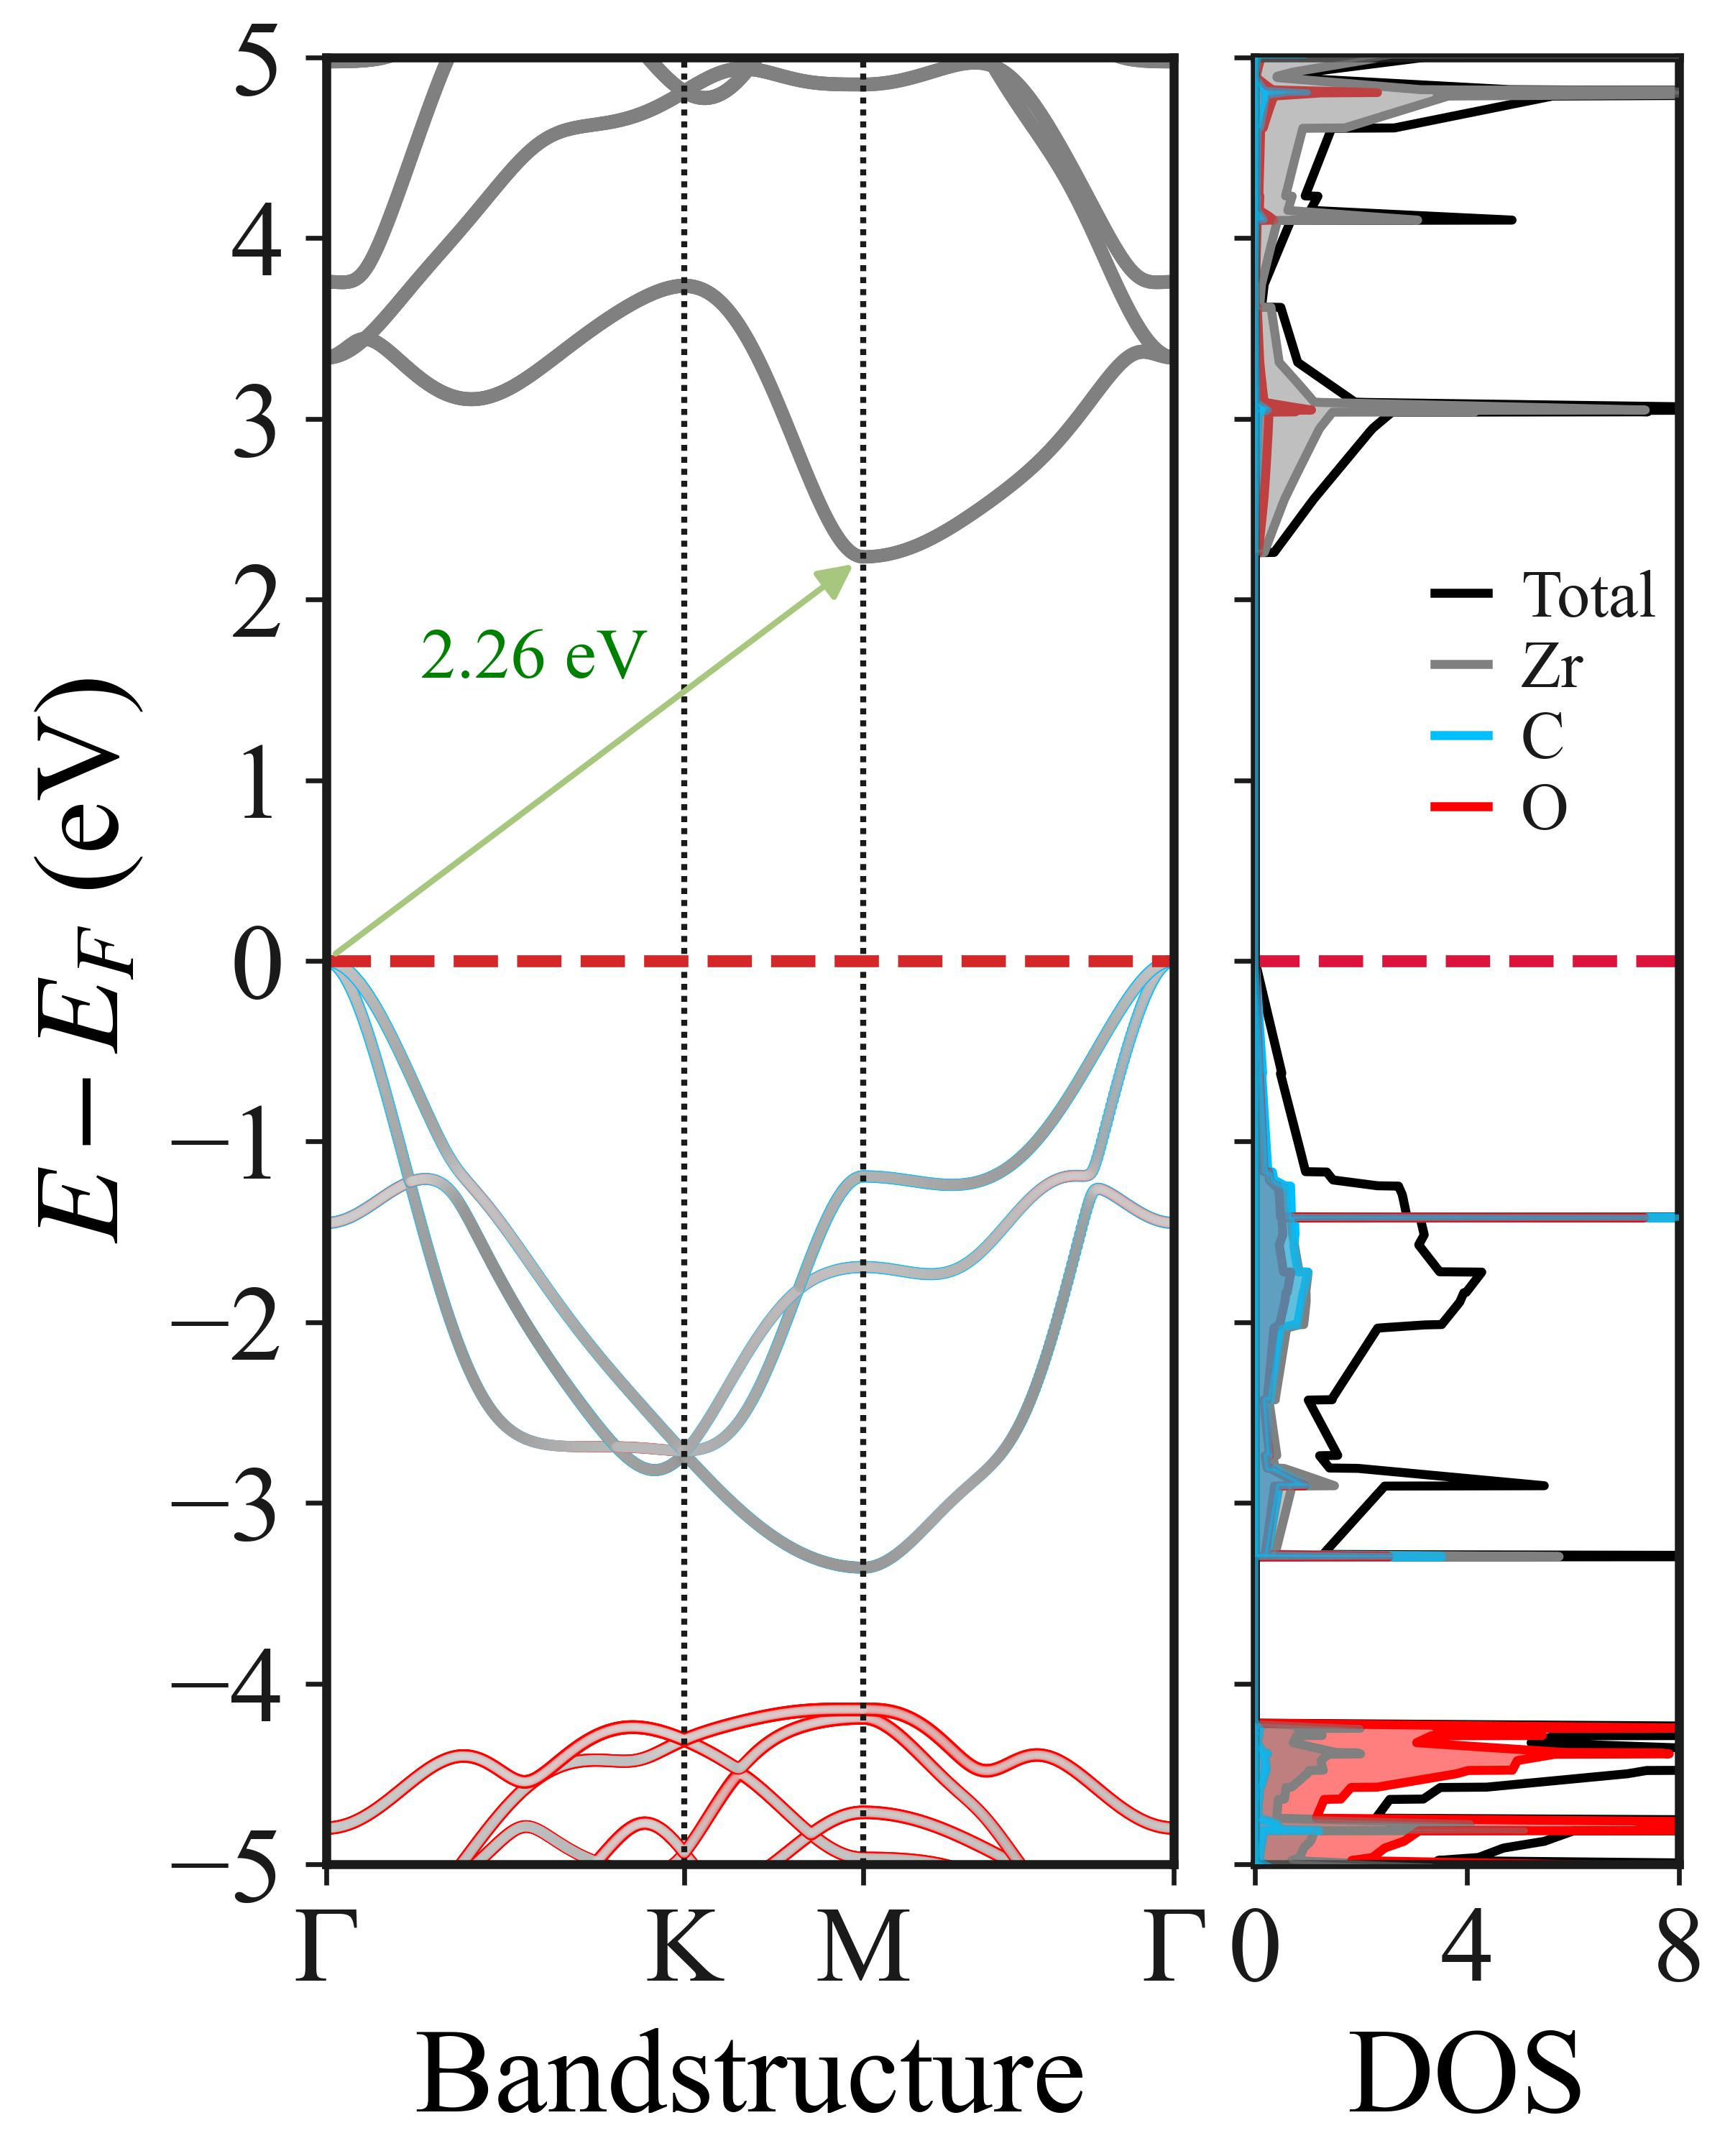 5
4
3
2
1
0
−1
−2
−3
−4
−5
E − E_F (eV)
2.26 eV
Γ K M Γ
Bandstructure
Total
Zr
C
O
0 4 8
DOS